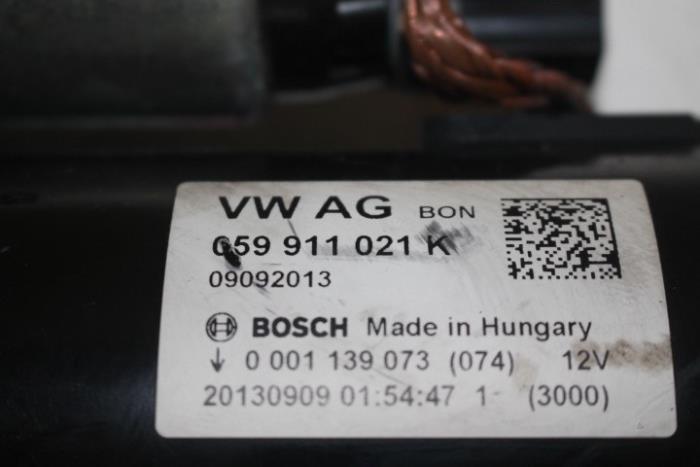 VW AG BON
059 911 021 K
09092013
BOSCH Made in Hungary
0 001 139 073 (074) 12V
20130909 01:54:47 1 (3000)